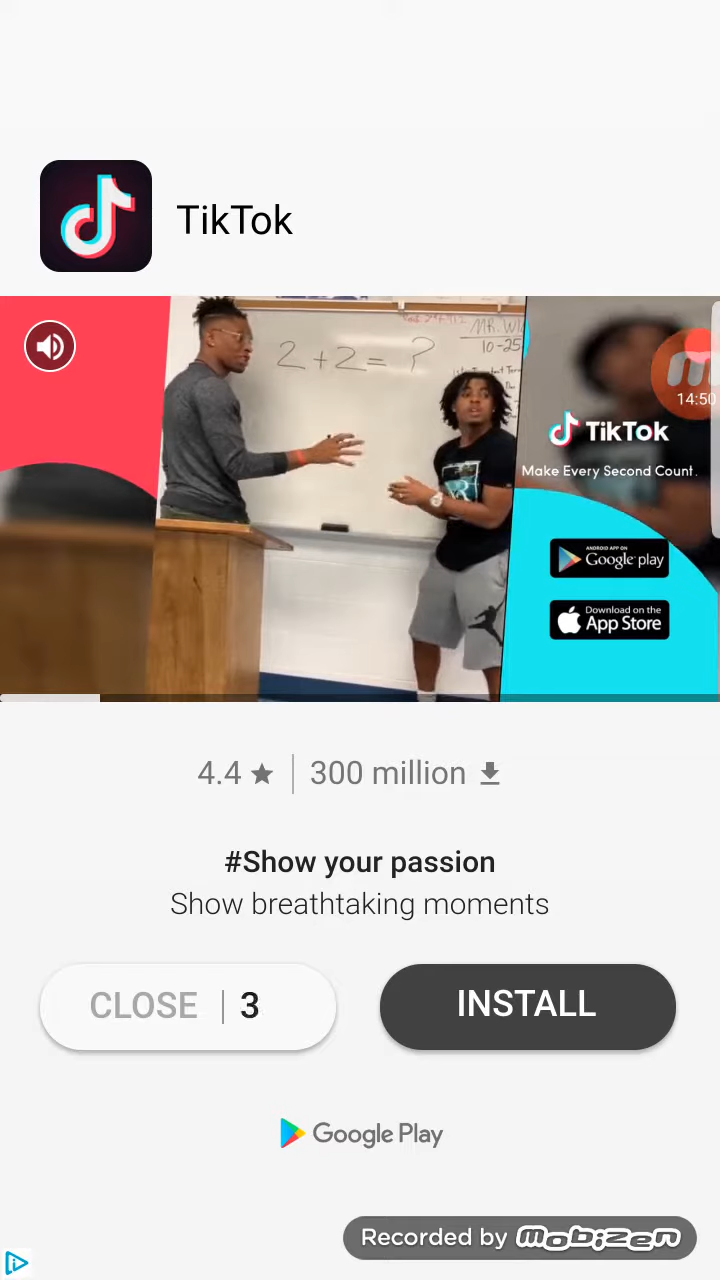 TikTok
2+2= ?
MR. WI
10-25
14:50
TikTok
Make Every Second Count.
ANDROID APP ON
Google play
Download on the
App Store
4.4 ★ | 300 million
#Show your passion
Show breathtaking moments
CLOSE | 3
INSTALL
Google Play
Recorded by mobizen